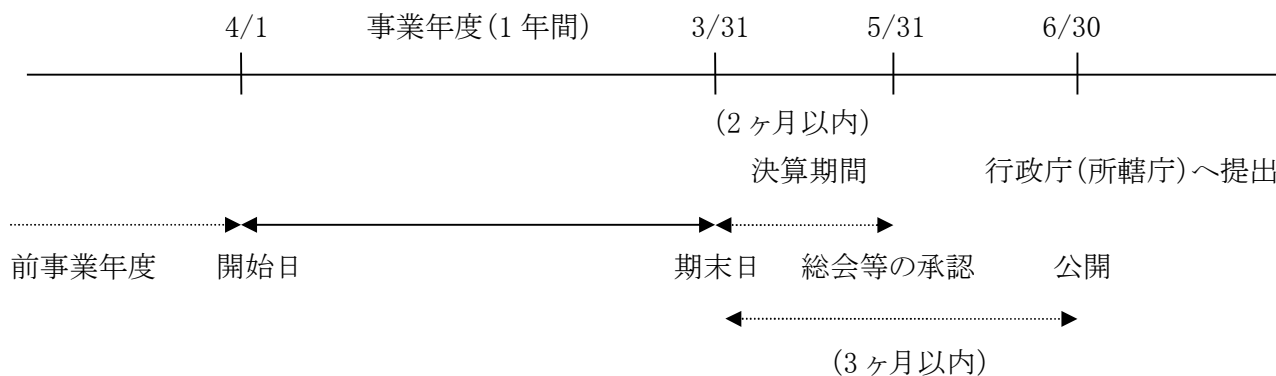 4/1 事業年度(1年間) 3/31 5/31 6/30
(2ヶ月以内)
決算期間 行政庁(所轄庁)へ提出
前事業年度 開始日 期末日 総会等の承認 公開
(3ヶ月以内)